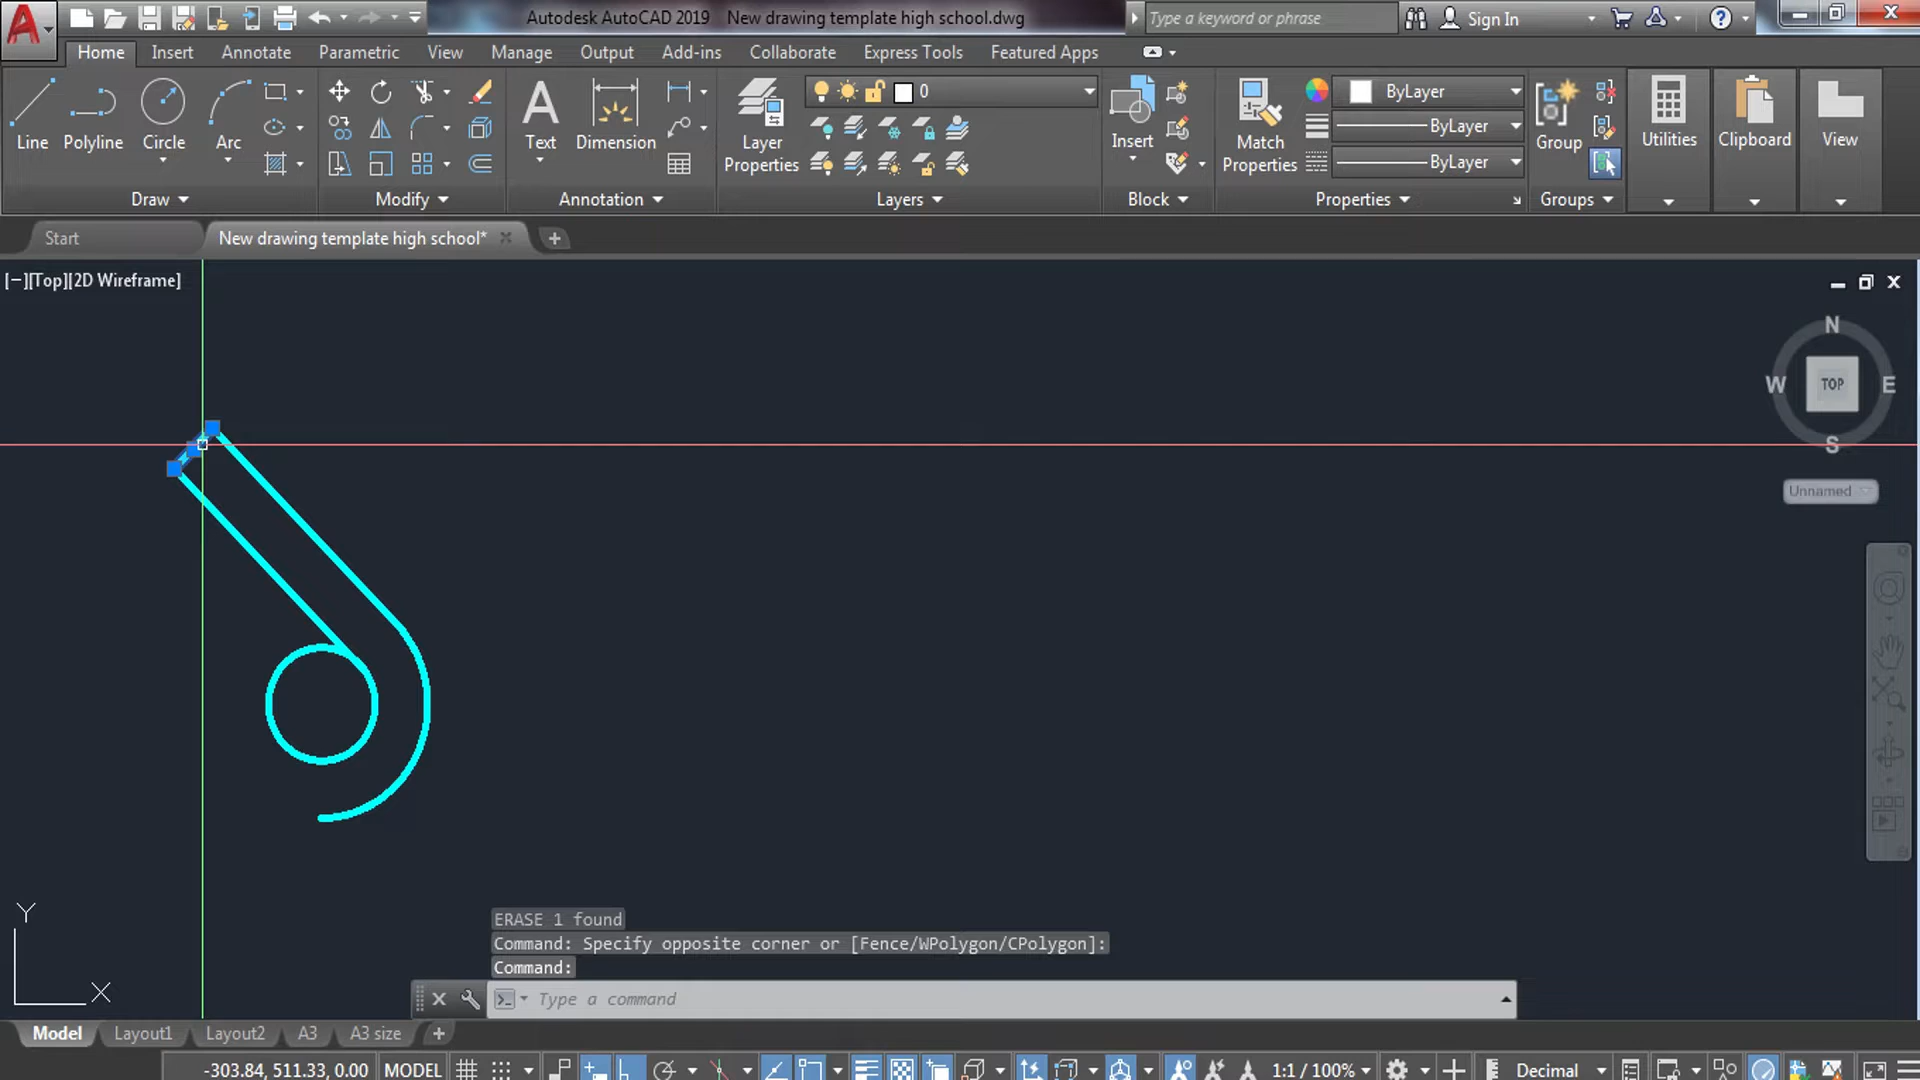 A
Autodesk AutoCAD 2019 New drawing template high school.dwg
Type a keyword or phrase
Sign In
Home Insert Annotate Parametric View Manage Output Add-ins Collaborate Express Tools Featured Apps
Line Polyline Circle Arc
Draw
Modify
A
Text Dimension
Annotation
Layer
Properties
0
Layers
Insert
Block
Match
Properties
ByLayer
ByLayer
ByLayer
Properties
Group
Groups
Utilities
Clipboard
View
Start
New drawing template high school*
[−][Top][2D Wireframe]
N
W TOP E
S
Unnamed
Y
X
ERASE 1 found
Command: Specify opposite corner or [Fence/WPolygon/CPolygon]:
Command:
Type a command
Model Layout1 Layout2 A3 A3 size +
-303.84, 511.33, 0.00 MODEL 1:1 / 100% Decimal